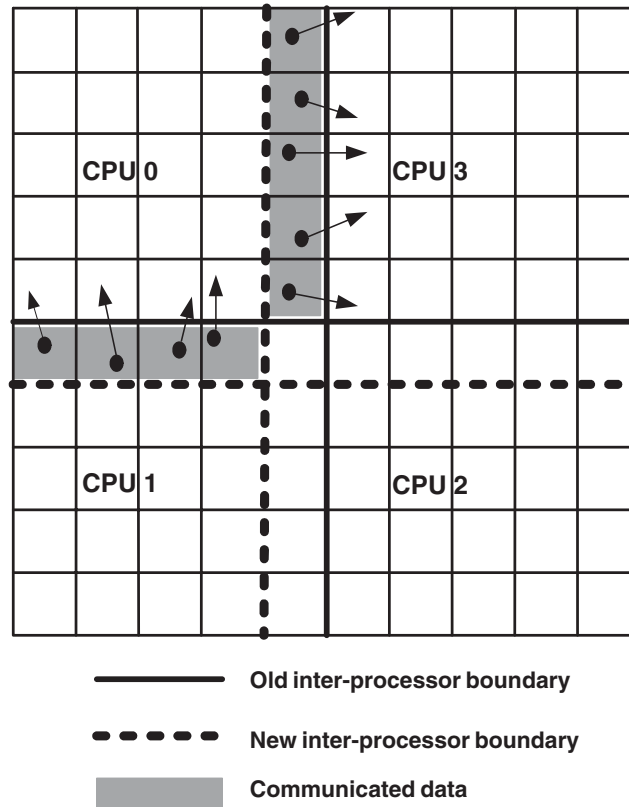 CPU 0
CPU 3
CPU 1
CPU 2
Old inter-processor boundary
New inter-processor boundary
Communicated data